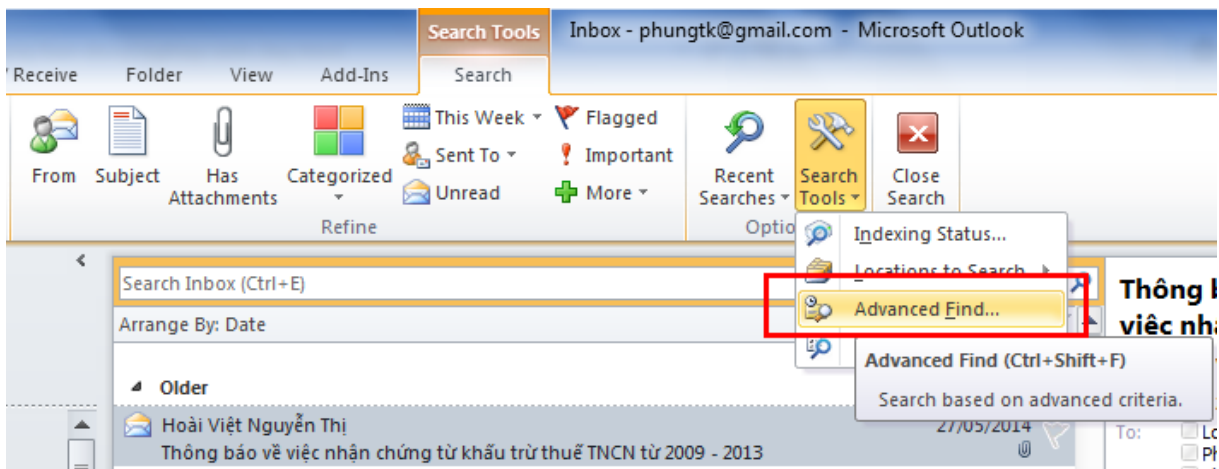 Search Tools Inbox - phungtk@gmail.com - Microsoft Outlook
Receive Folder View Add-Ins Search
This Week Flagged
Sent To Important
Unread More
From Subject Has Attachments Categorized
Recent Searches Search Tools Close Search
Refine
Indexing Status...
Locations to Search
Search Inbox (Ctrl+E)
Advanced Find...
Arrange By: Date
Advanced Find (Ctrl+Shift+F)
Search based on advanced criteria.
Thông
việc
Older
Hoài Việt Nguyễn Thị 27/05/2014
Thông báo về việc nhận chứng từ khấu trừ thuế TNCN từ 2009 - 2013
To: